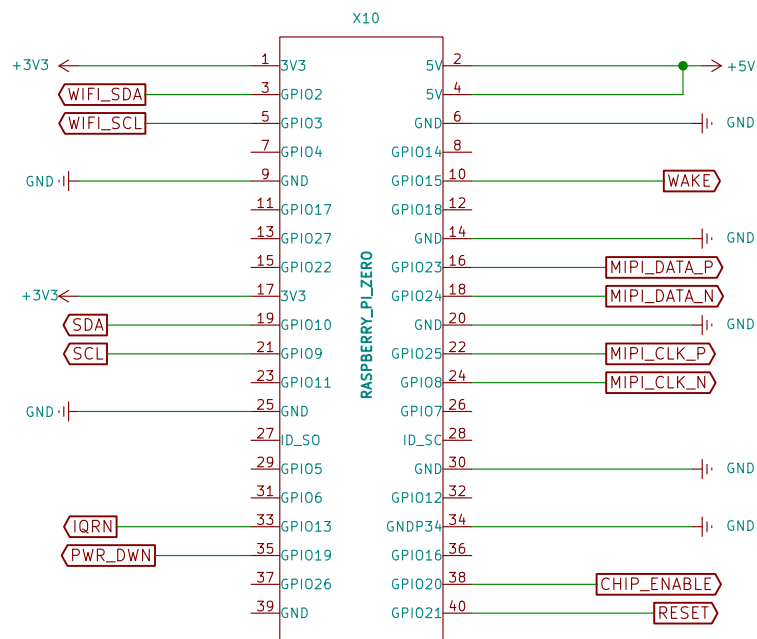 X10
+3V3 1 3V3 5V 2 +5V
WIFI_SDA 3 GPIO2 5V 4
WIFI_SCL 5 GPIO3 GND 6 GND
7 GPIO4 GPIO14 8
GND 9 GND GPIO15 10 WAKE
11 GPIO17 GPIO18 12
13 GPIO27 GND 14 GND
15 GPIO22 GPIO23 16 MIPI_DATA_P
+3V3 17 3V3 GPIO24 18 MIPI_DATA_N
SDA 19 GPIO10 GND 20 GND
SCL 21 GPIO9 GPIO25 22 MIPI_CLK_P
23 GPIO11 GPIO8 24 MIPI_CLK_N
GND 25 GND GPIO7 26
27 ID_SO ID_SC 28
29 GPIO5 GND 30 GND
31 GPIO6 GPIO12 32
IQRN 33 GPIO13 GNDP34 34 GND
PWR_DWN 35 GPIO19 GPIO16 36
37 GPIO26 GPIO20 38 CHIP_ENABLE
39 GND GPIO21 40 RESET
RASPBERRY_PI_ZERO